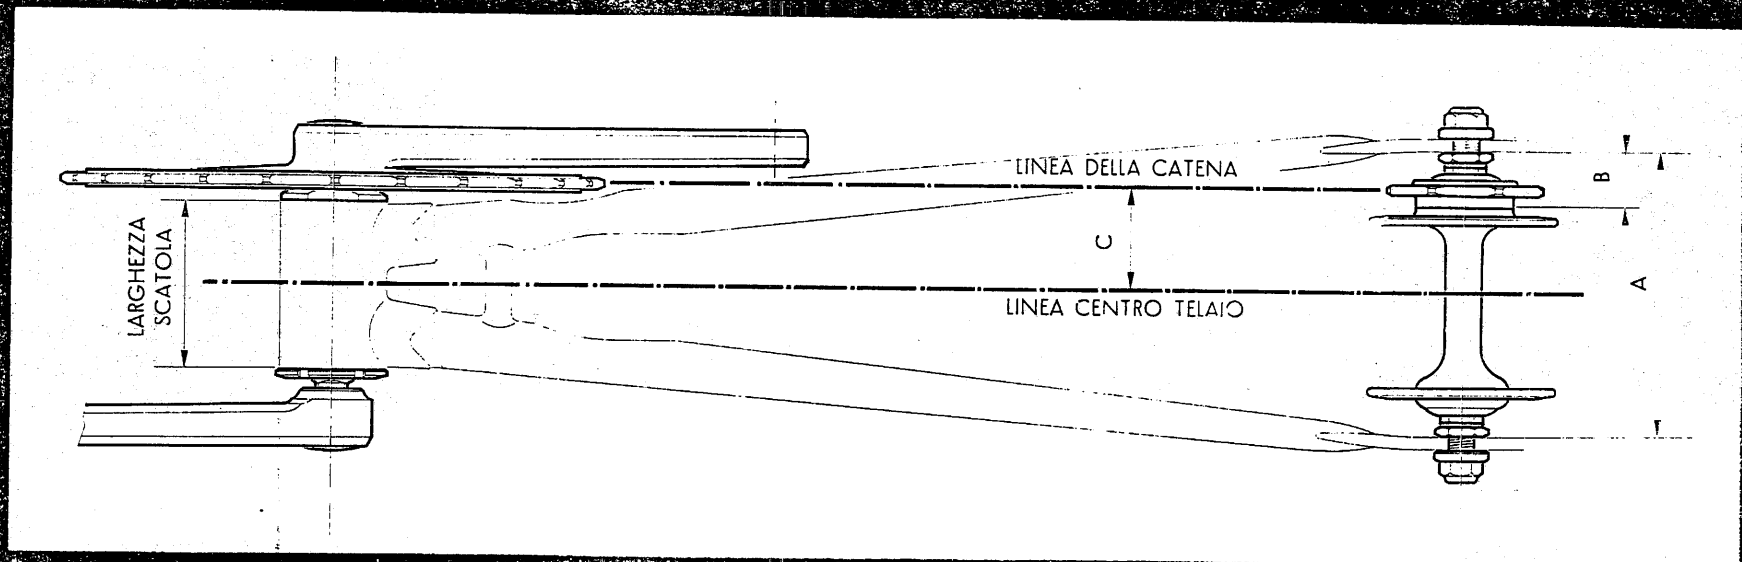 LINEA DELLA CATENA
B
LARGHEZZA
SCATOLA
C
A
LINEA CENTRO TELAIO